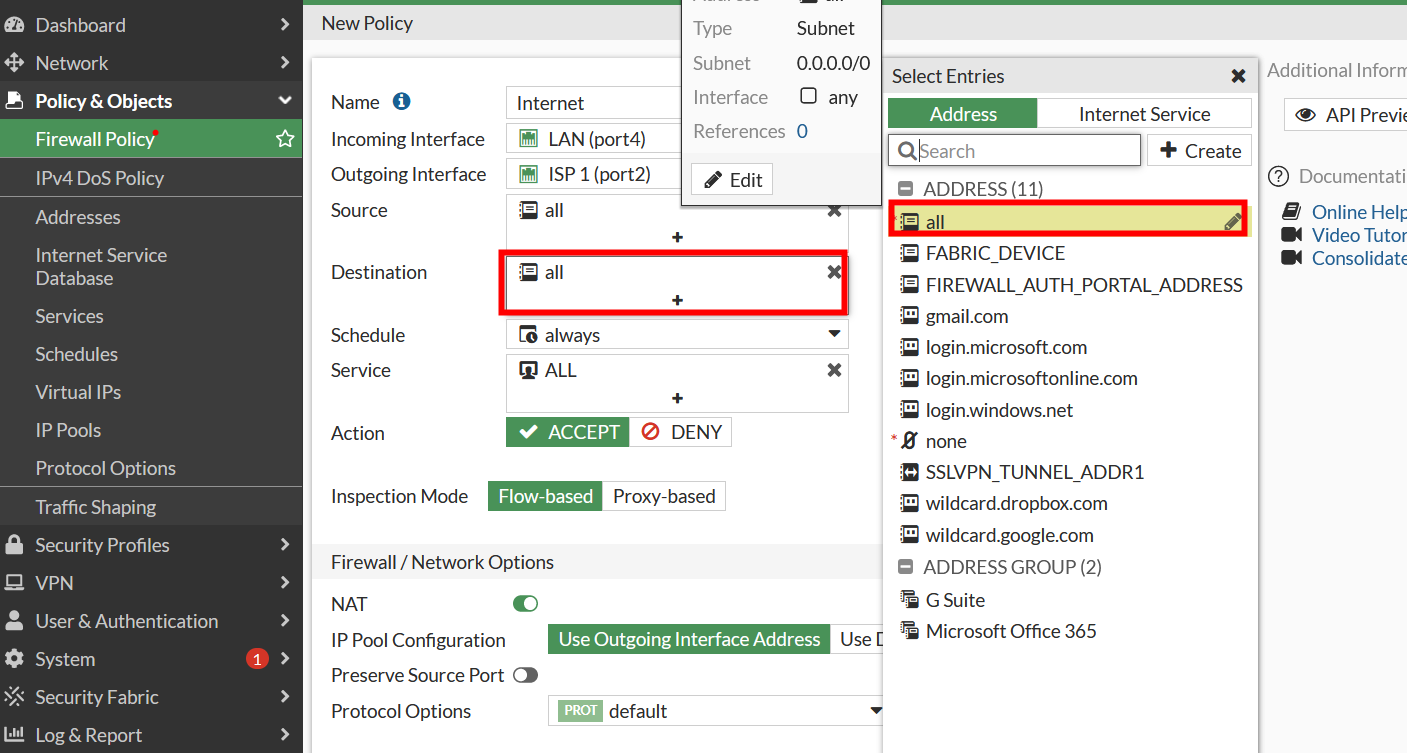 Dashboard
Network
Policy & Objects
Firewall Policy
IPv4 DoS Policy
Addresses
Internet Service
Database
Services
Schedules
Virtual IPs
IP Pools
Protocol Options
Traffic Shaping
Security Profiles
VPN
User & Authentication
System 1
Security Fabric
Log & Report
New Policy
Name Internet
Incoming Interface LAN (port4)
Outgoing Interface ISP 1 (port2)
Source all
Destination all
Schedule always
Service ALL
Action ACCEPT DENY
Inspection Mode Flow-based Proxy-based
Firewall / Network Options
NAT
IP Pool Configuration Use Outgoing Interface Address Use D
Preserve Source Port
Protocol Options PROT default
Address all
Type Subnet
Subnet 0.0.0.0/0
Interface any
References 0
Edit
Select Entries
Address Internet Service
Search Create
ADDRESS (11)
all
FABRIC_DEVICE
FIREWALL_AUTH_PORTAL_ADDRESS
gmail.com
login.microsoft.com
login.microsoftonline.com
login.windows.net
* none
SSLVPN_TUNNEL_ADDR1
wildcard.dropbox.com
wildcard.google.com
ADDRESS GROUP (2)
G Suite
Microsoft Office 365
Additional Inform
API Previe
Documentati
Online Help
Video Tutor
Consolidate